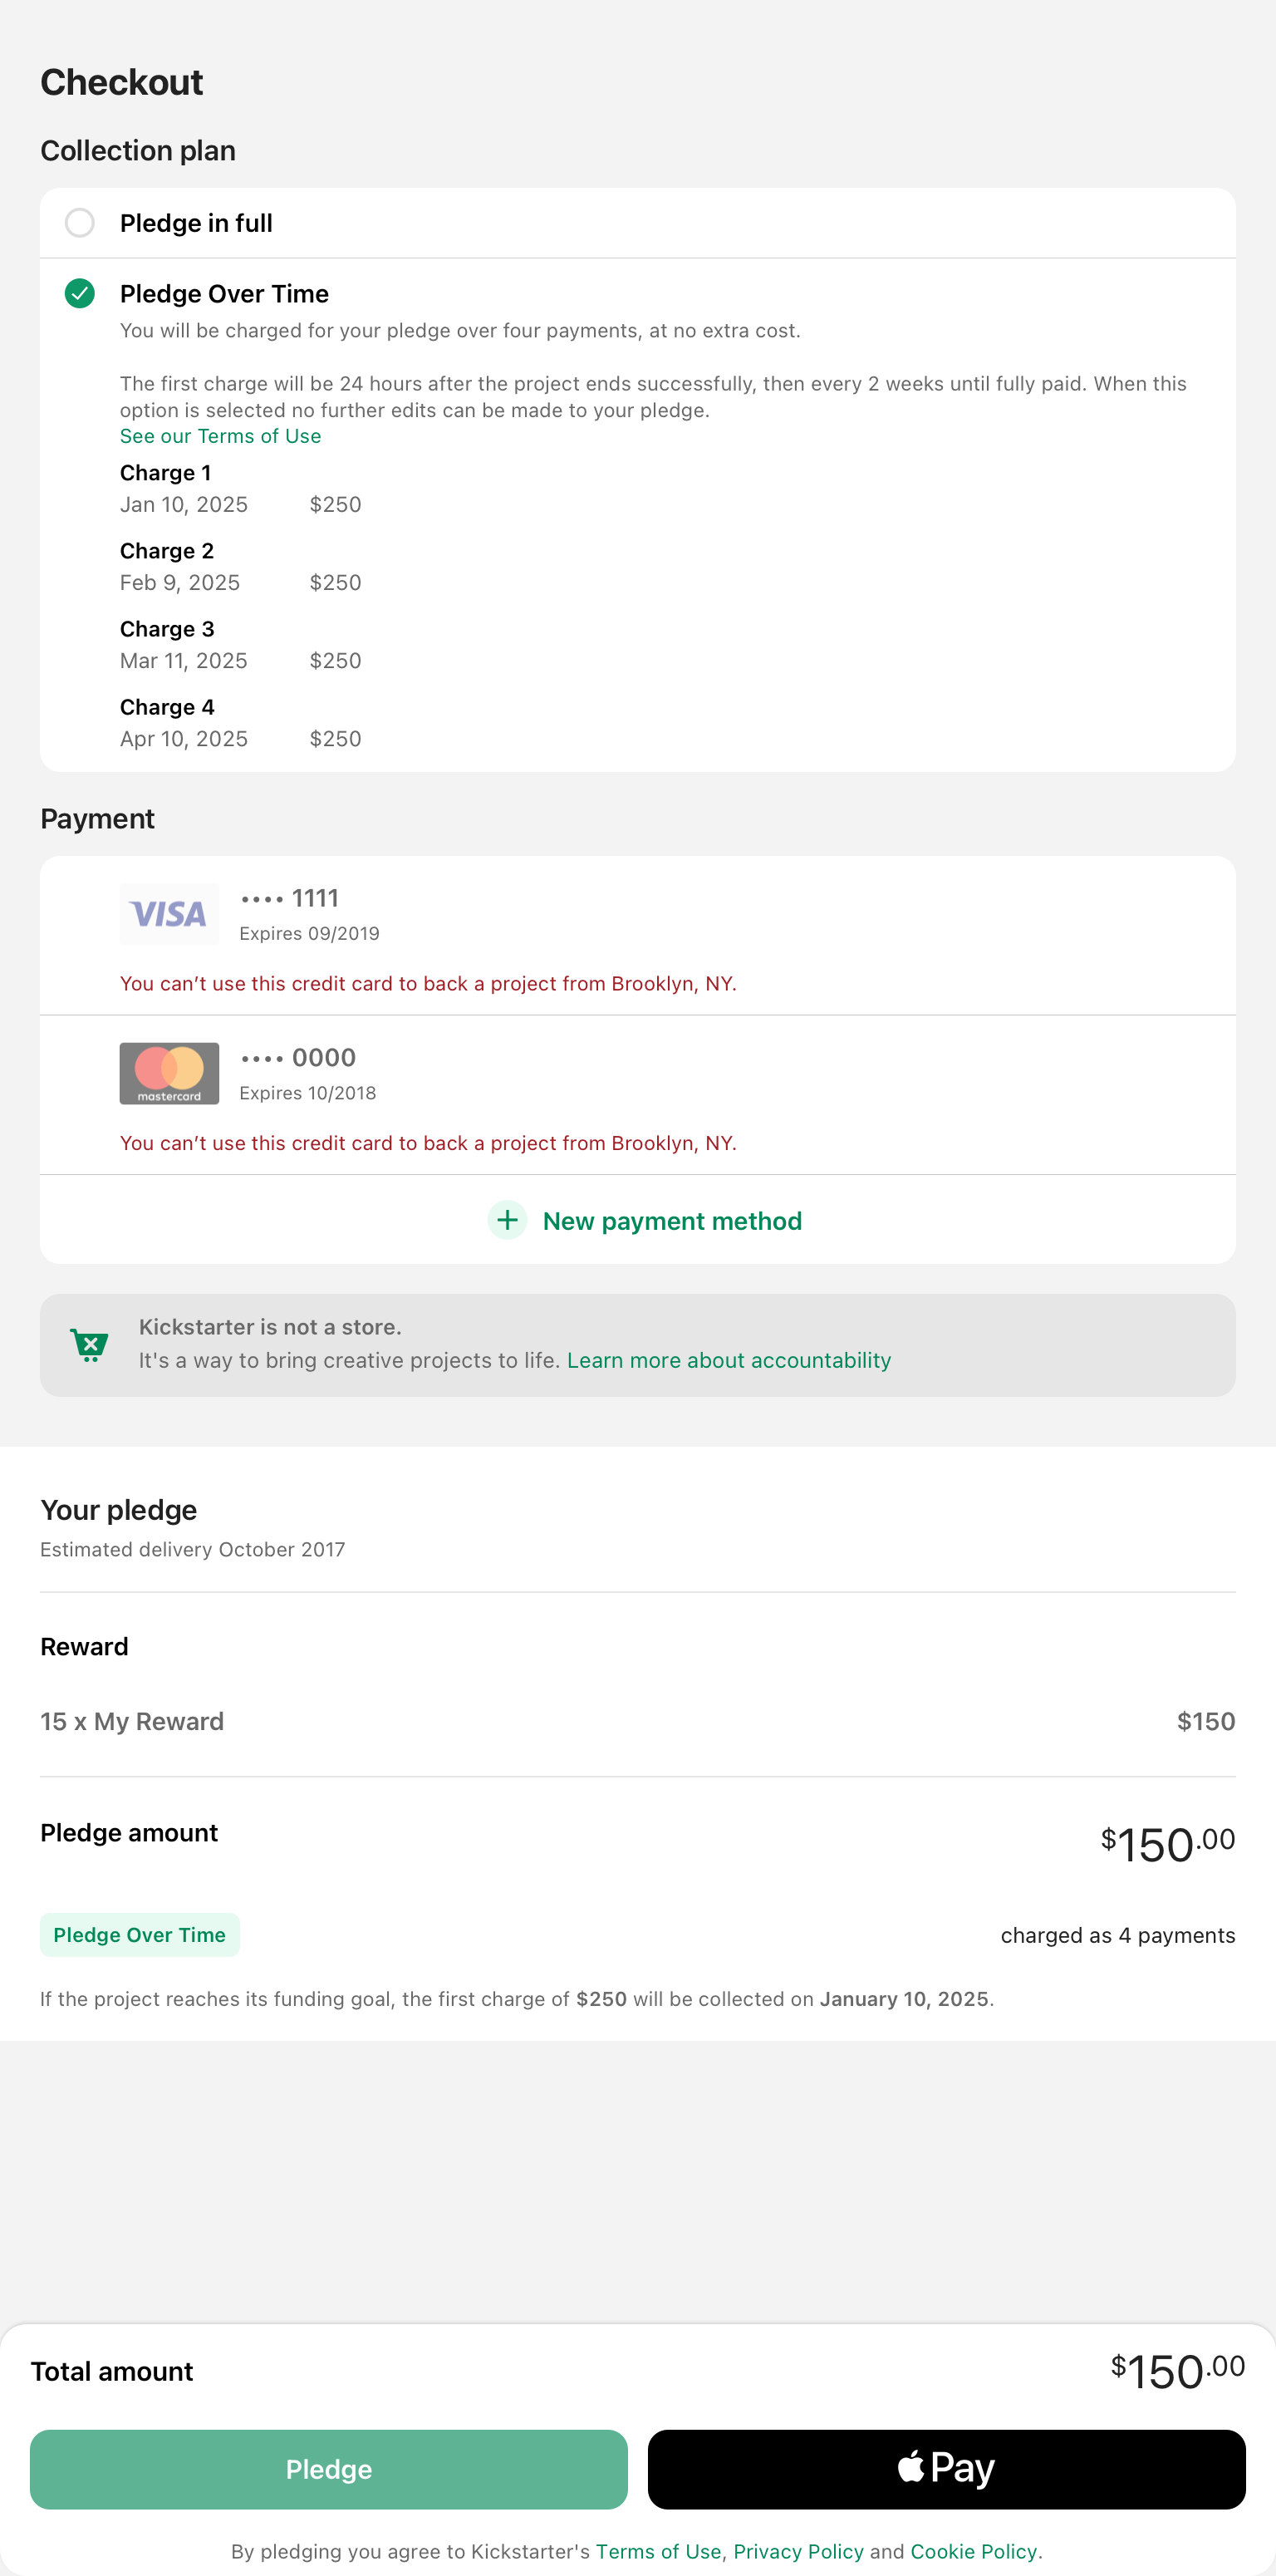 Checkout
Collection plan
Pledge in full
Pledge Over Time
You will be charged for your pledge over four payments, at no extra cost.
The first charge will be 24 hours after the project ends successfully, then every 2 weeks until fully paid. When this
option is selected no further edits can be made to your pledge.
See our Terms of Use
Charge 1
Jan 10, 2025 $250
Charge 2
Feb 9, 2025 $250
Charge 3
Mar 11, 2025 $250
Charge 4
Apr 10, 2025 $250
Payment
VISA •••• 1111
Expires 09/2019
You can’t use this credit card to back a project from Brooklyn, NY.
mastercard •••• 0000
Expires 10/2018
You can’t use this credit card to back a project from Brooklyn, NY.
New payment method
Kickstarter is not a store.
It's a way to bring creative projects to life. Learn more about accountability
Your pledge
Estimated delivery October 2017
Reward
15 x My Reward $150
Pledge amount $150.00
Pledge Over Time charged as 4 payments
If the project reaches its funding goal, the first charge of $250 will be collected on January 10, 2025.
Total amount $150.00
Pledge Pay
By pledging you agree to Kickstarter's Terms of Use, Privacy Policy and Cookie Policy.